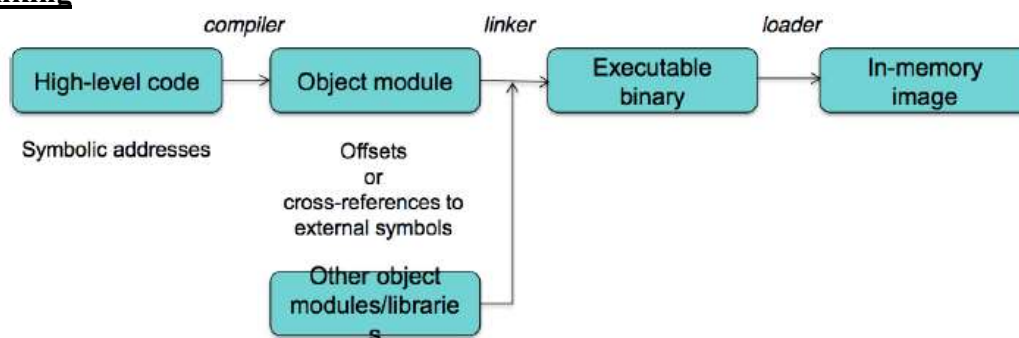 compiler
linker
loader
High-level code
Object module
Executable
binary
In-memory
image
Symbolic addresses
Offsets
or
cross-references to
external symbols
Other object
modules/librarie
s